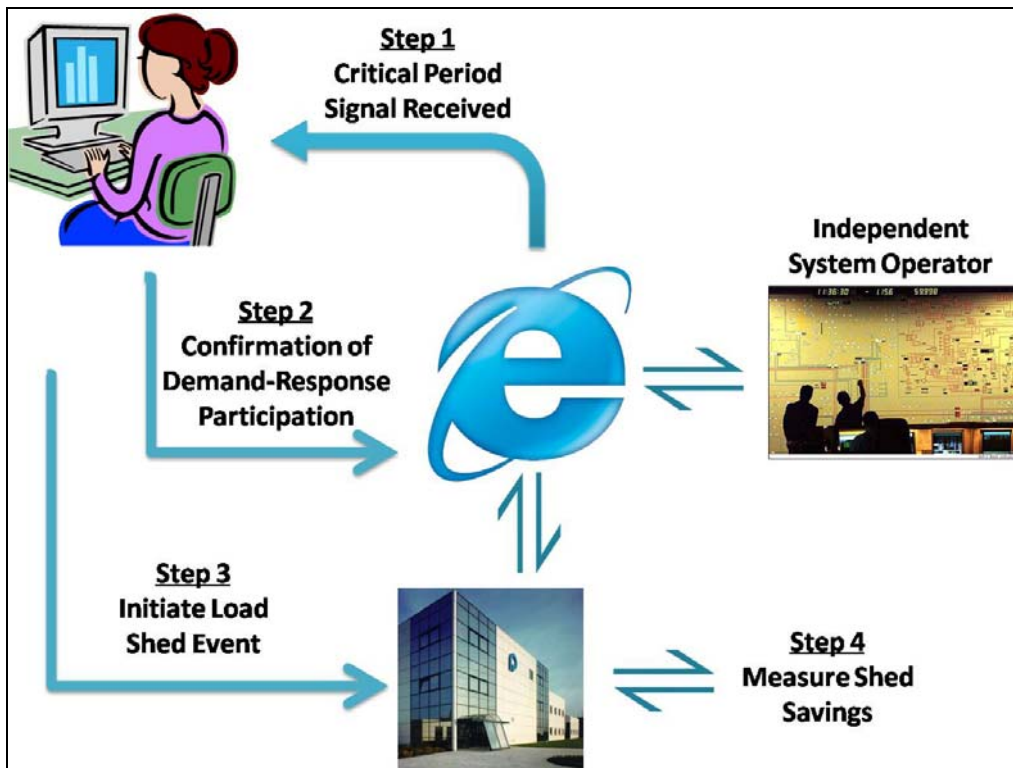 Step 1
Critical Period
Signal Received
Independent
System Operator
Step 2
Confirmation of
Demand-Response
Participation
Step 3
Initiate Load
Shed Event
Step 4
Measure Shed
Savings